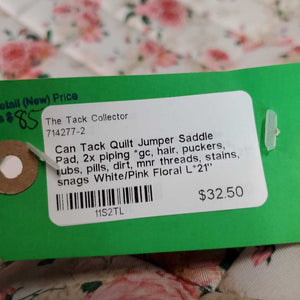 Retail (New) Price
$ 85
The Tack Collector
714277-2
Can Tack Quilt Jumper Saddle
Pad, 2x piping *gc, hair, puckers,
rubs, pills, dirt, mnr threads, stains,
snags White/Pink Floral L*21"
$32.50
11S2TL